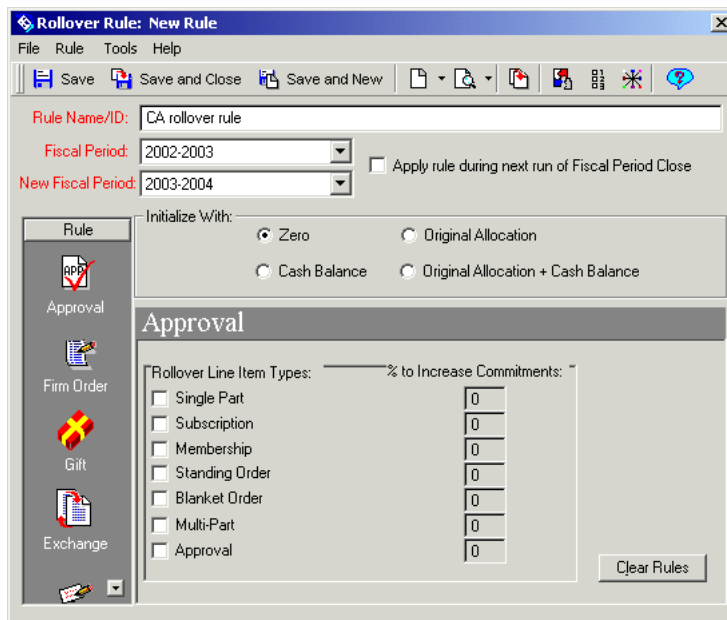 Rollover Rule: New Rule
File Rule Tools Help
Save Save and Close Save and New
Rule Name/ID: CA rollover rule
Fiscal Period: 2002-2003
Apply rule during next run of Fiscal Period Close
New Fiscal Period: 2003-2004
Initialize With:
Zero Original Allocation
Cash Balance Original Allocation + Cash Balance
Rule
Approval
Firm Order
Gift
Exchange
Approval
Rollover Line Item Types: % to Increase Commitments:
Single Part 0
Subscription 0
Membership 0
Standing Order 0
Blanket Order 0
Multi-Part 0
Approval 0
Clear Rules